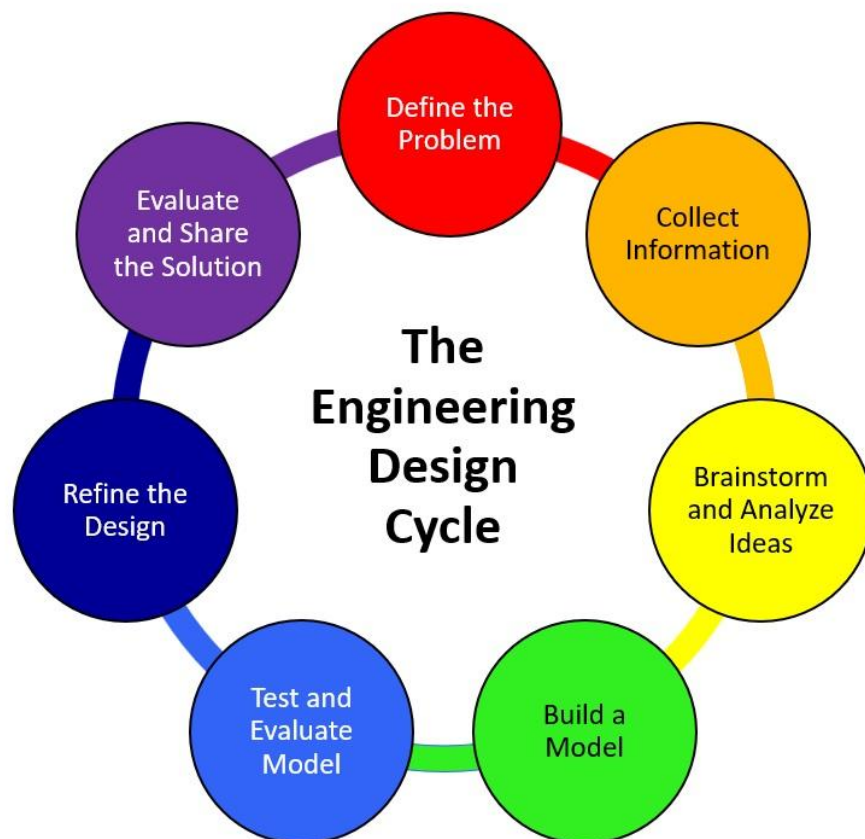 Define the
Problem
Collect
Information
Brainstorm
and Analyze
Ideas
Build a
Model
Test and
Evaluate
Model
Refine the
Design
Evaluate
and Share
the Solution
The
Engineering
Design
Cycle